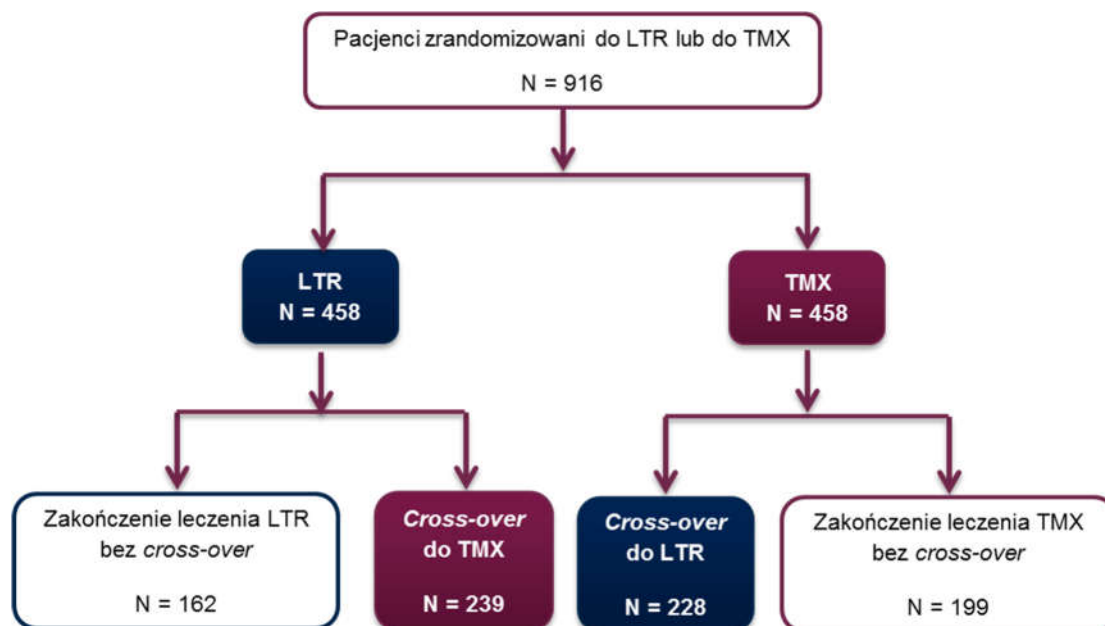 Pacjenci zrandomizowani do LTR lub do TMX
N = 916
LTR
N = 458
TMX
N = 458
Zakończenie leczenia LTR
bez cross-over
N = 162
Cross-over
do TMX
N = 239
Cross-over
do LTR
N = 228
Zakończenie leczenia TMX
bez cross-over
N = 199